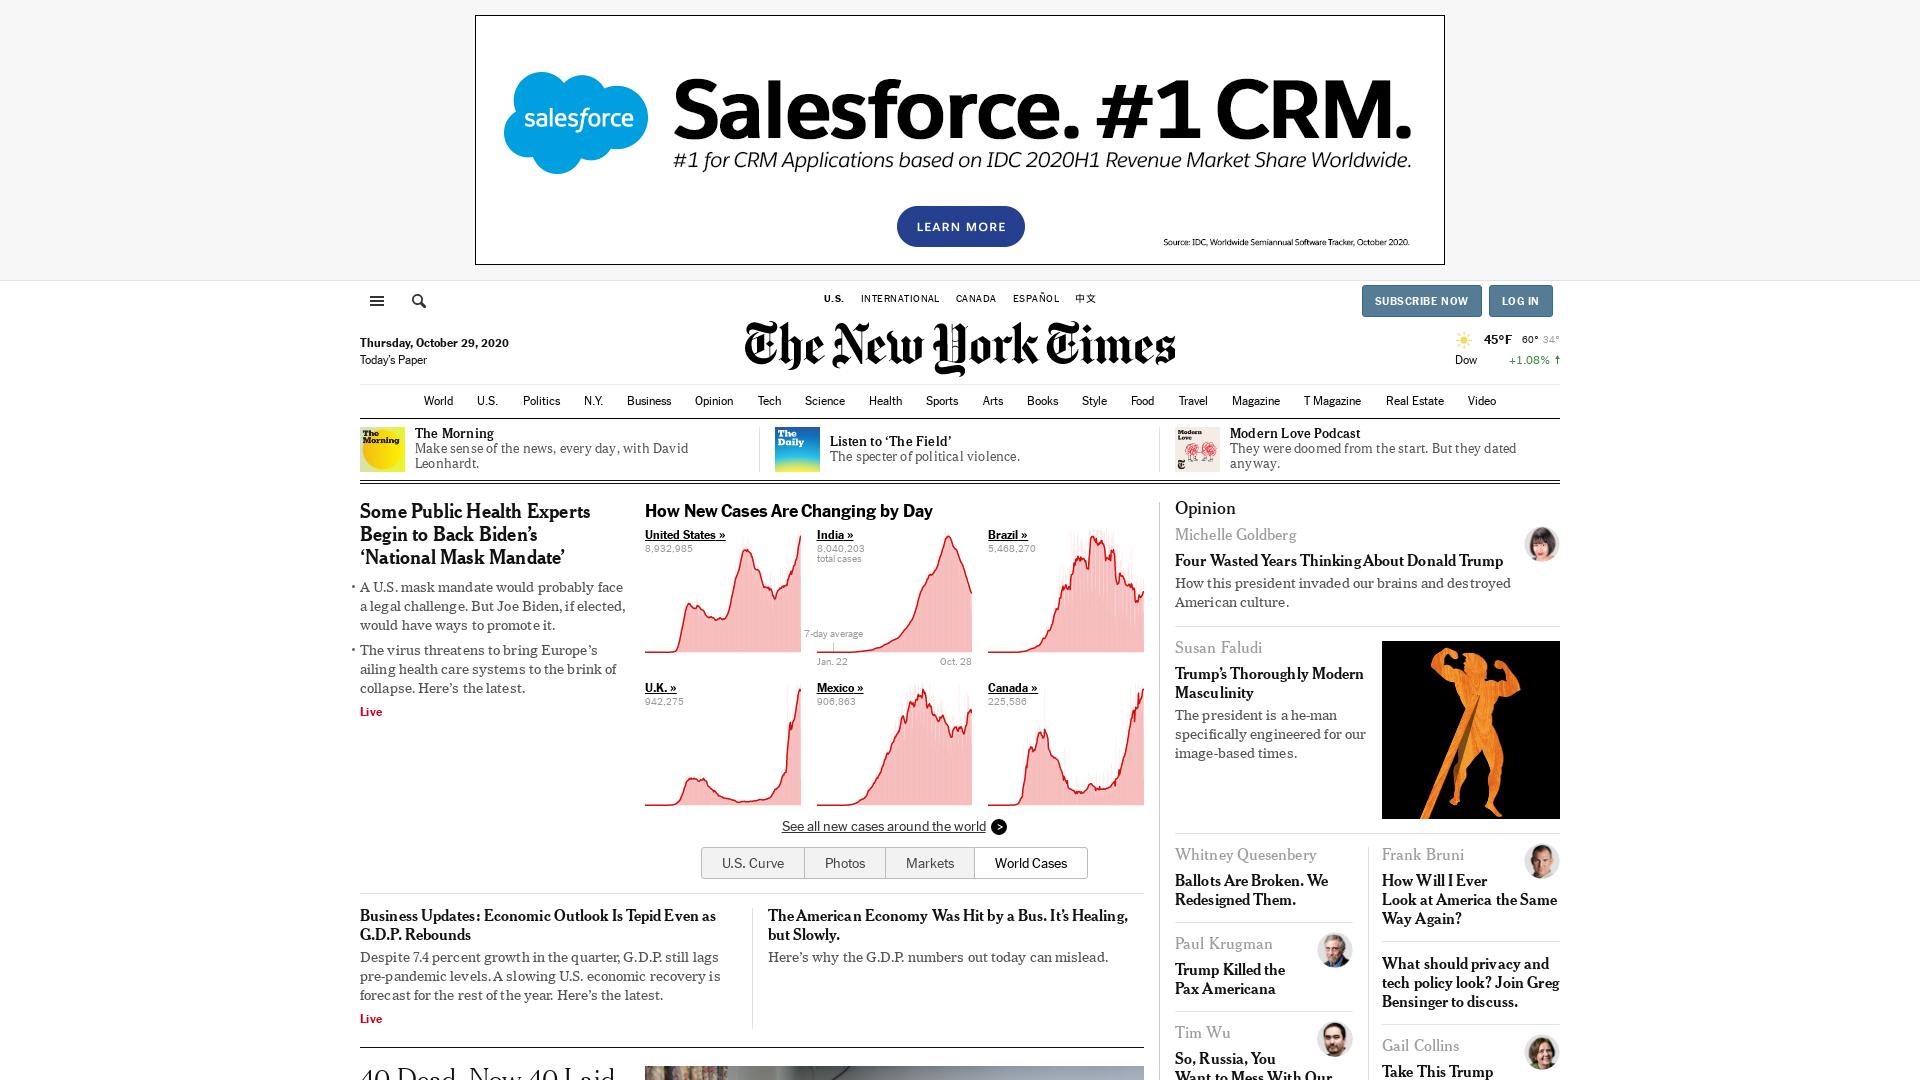 salesforce
Salesforce. #1 CRM.
#1 for CRM Applications based on IDC 2020H1 Revenue Market Share Worldwide.
LEARN MORE
Source: IDC, Worldwide Semiannual Software Tracker, October 2020.
U.S. INTERNATIONAL CANADA ESPAÑOL 中文
SUBSCRIBE NOW LOG IN
The New York Times
Thursday, October 29, 2020
Today's Paper
45°F 60° 34°
Dow +1.08% ↑
World U.S. Politics N.Y. Business Opinion Tech Science Health Sports Arts Books Style Food Travel Magazine T Magazine Real Estate Video
The
Morning
The Morning
Make sense of the news, every day, with David
Leonhardt.
The
Daily
Listen to ‘The Field’
The specter of political violence.
Modern
Love
Modern Love Podcast
They were doomed from the start. But they dated
anyway.
Some Public Health Experts
Begin to Back Biden’s
‘National Mask Mandate’
• A U.S. mask mandate would probably face
a legal challenge. But Joe Biden, if elected,
would have ways to promote it.
• The virus threatens to bring Europe’s
ailing health care systems to the brink of
collapse. Here’s the latest.
Live
How New Cases Are Changing by Day
United States »
8,932,985
India »
8,040,203
total cases
7-day average
Jan. 22 Oct. 28
Brazil »
5,468,270
U.K. »
942,275
Mexico »
906,863
Canada »
225,586
See all new cases around the world >
U.S. Curve Photos Markets World Cases
Business Updates: Economic Outlook Is Tepid Even as
G.D.P. Rebounds
Despite 7.4 percent growth in the quarter, G.D.P. still lags
pre-pandemic levels. A slowing U.S. economic recovery is
forecast for the rest of the year. Here’s the latest.
Live
The American Economy Was Hit by a Bus. It’s Healing,
but Slowly.
Here’s why the G.D.P. numbers out today can mislead.
40 Dead, Now 40 Laid
Opinion
Michelle Goldberg
Four Wasted Years Thinking About Donald Trump
How this president invaded our brains and destroyed
American culture.
Susan Faludi
Trump’s Thoroughly Modern
Masculinity
The president is a he-man
specifically engineered for our
image-based times.
Whitney Quesenbery
Ballots Are Broken. We
Redesigned Them.
Paul Krugman
Trump Killed the
Pax Americana
Tim Wu
So, Russia, You
Want to Mess With Our
Frank Bruni
How Will I Ever
Look at America the Same
Way Again?
What should privacy and
tech policy look? Join Greg
Bensinger to discuss.
Gail Collins
Take This Trump